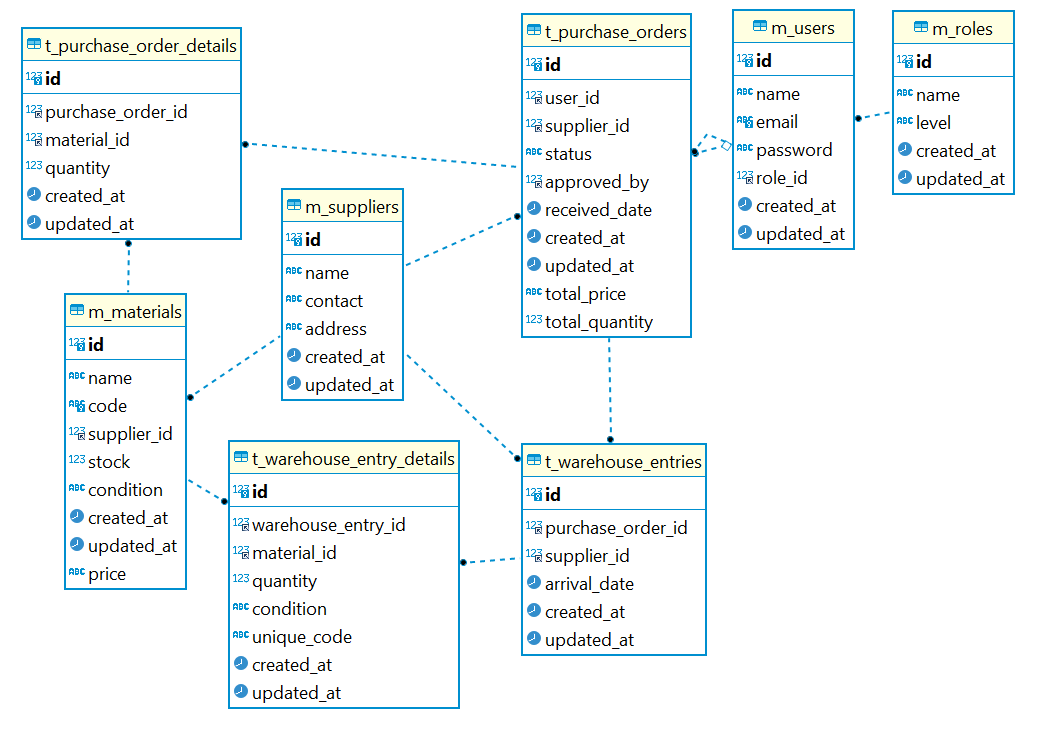 t_purchase_order_details
123 id
123 purchase_order_id
123 material_id
123 quantity
created_at
updated_at
t_purchase_orders
123 id
123 user_id
123 supplier_id
ABC status
123 approved_by
received_date
created_at
updated_at
ABC total_price
123 total_quantity
m_users
123 id
ABC name
ABC email
ABC password
123 role_id
created_at
updated_at
m_roles
123 id
ABC name
ABC level
created_at
updated_at
m_suppliers
123 id
ABC name
ABC contact
ABC address
created_at
updated_at
m_materials
123 id
ABC name
ABC code
123 supplier_id
123 stock
ABC condition
created_at
updated_at
ABC price
t_warehouse_entry_details
123 id
123 warehouse_entry_id
123 material_id
123 quantity
ABC condition
ABC unique_code
created_at
updated_at
t_warehouse_entries
123 id
123 purchase_order_id
123 supplier_id
arrival_date
created_at
updated_at